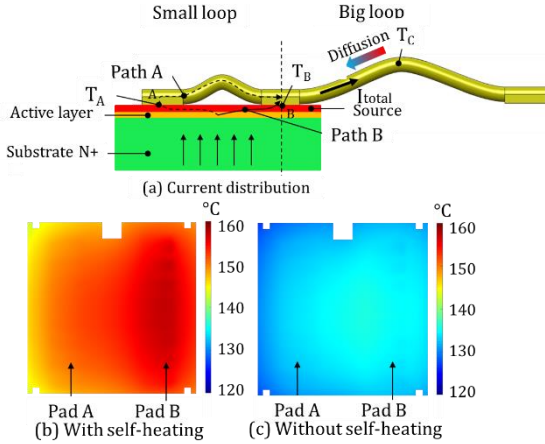 Small loop
Big loop
Diffusion
T_C
Path A
T_B
T_A
A
I_total
Active layer
B
Source
Path B
Substrate N+
(a) Current distribution
°C
°C
160
160
150
150
140
140
130
130
120
120
Pad A
Pad B
Pad A
Pad B
(b) With self-heating
(c) Without self-heating